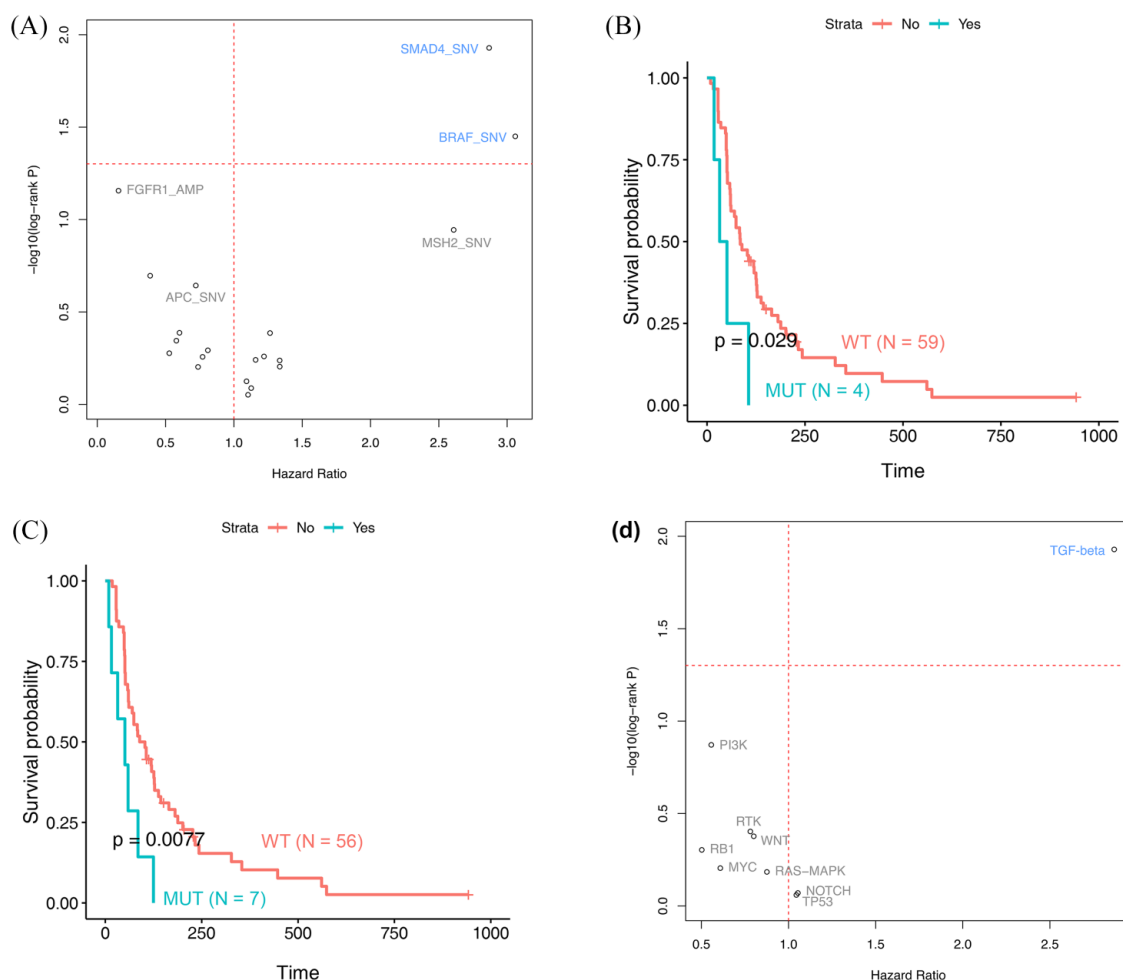 (A)
2.0
1.5
1.0
0.5
0.0
−log10(log−rank P)
SMAD4_SNV
BRAF_SNV
FGFR1_AMP
MSH2_SNV
APC_SNV
0.0 0.5 1.0 1.5 2.0 2.5 3.0
Hazard Ratio
(B)
Strata No Yes
1.00
0.75
0.50
0.25
0.00
Survival probability
p = 0.029
WT (N = 59)
MUT (N = 4)
0 250 500 750 1000
Time
(C)
Strata No Yes
1.00
0.75
0.50
0.25
0.00
Survival probability
p = 0.0077
WT (N = 56)
MUT (N = 7)
0 250 500 750 1000
Time
(d)
2.0
1.5
1.0
0.5
0.0
−log10(log−rank P)
TGF-beta
PI3K
RTK
WNT
RB1
MYC
RAS−MAPK
NOTCH
TP53
0.5 1.0 1.5 2.0 2.5
Hazard Ratio